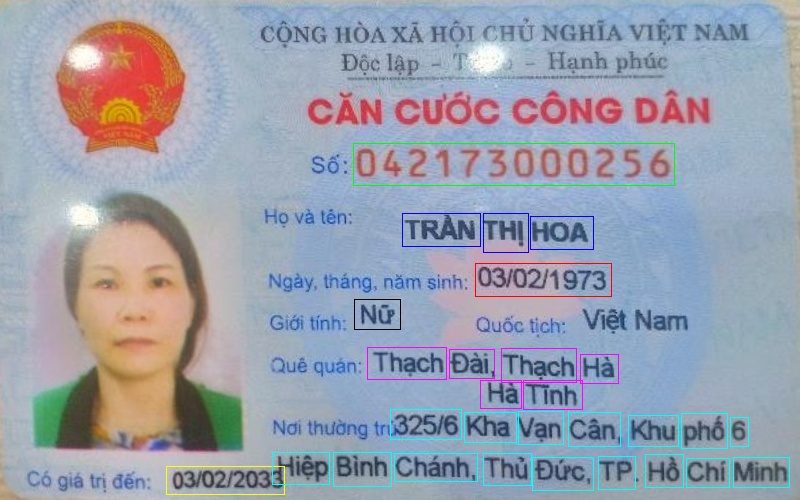 CỘNG HÒA XÃ HỘI CHỦ NGHĨA VIỆT NAM
Độc lập - - Hạnh phúc
CĂN CƯỚC CÔNG DÂN
Số: 042173000256
Họ và tên: TRẦN THỊ HOA
Ngày, tháng, năm sinh: 03/02/1973
Giới tính: Nữ Quốc tịch: Việt Nam
Quê quán: Thạch Đài, Thạch Hà
Hà Tĩnh
Nơi thường trú: 325/6 Kha Vạn Cân, Khu phố 6
Hiệp Bình Chánh, Thủ Đức, TP. Hồ Chí Minh
Có giá trị đến: 03/02/2033